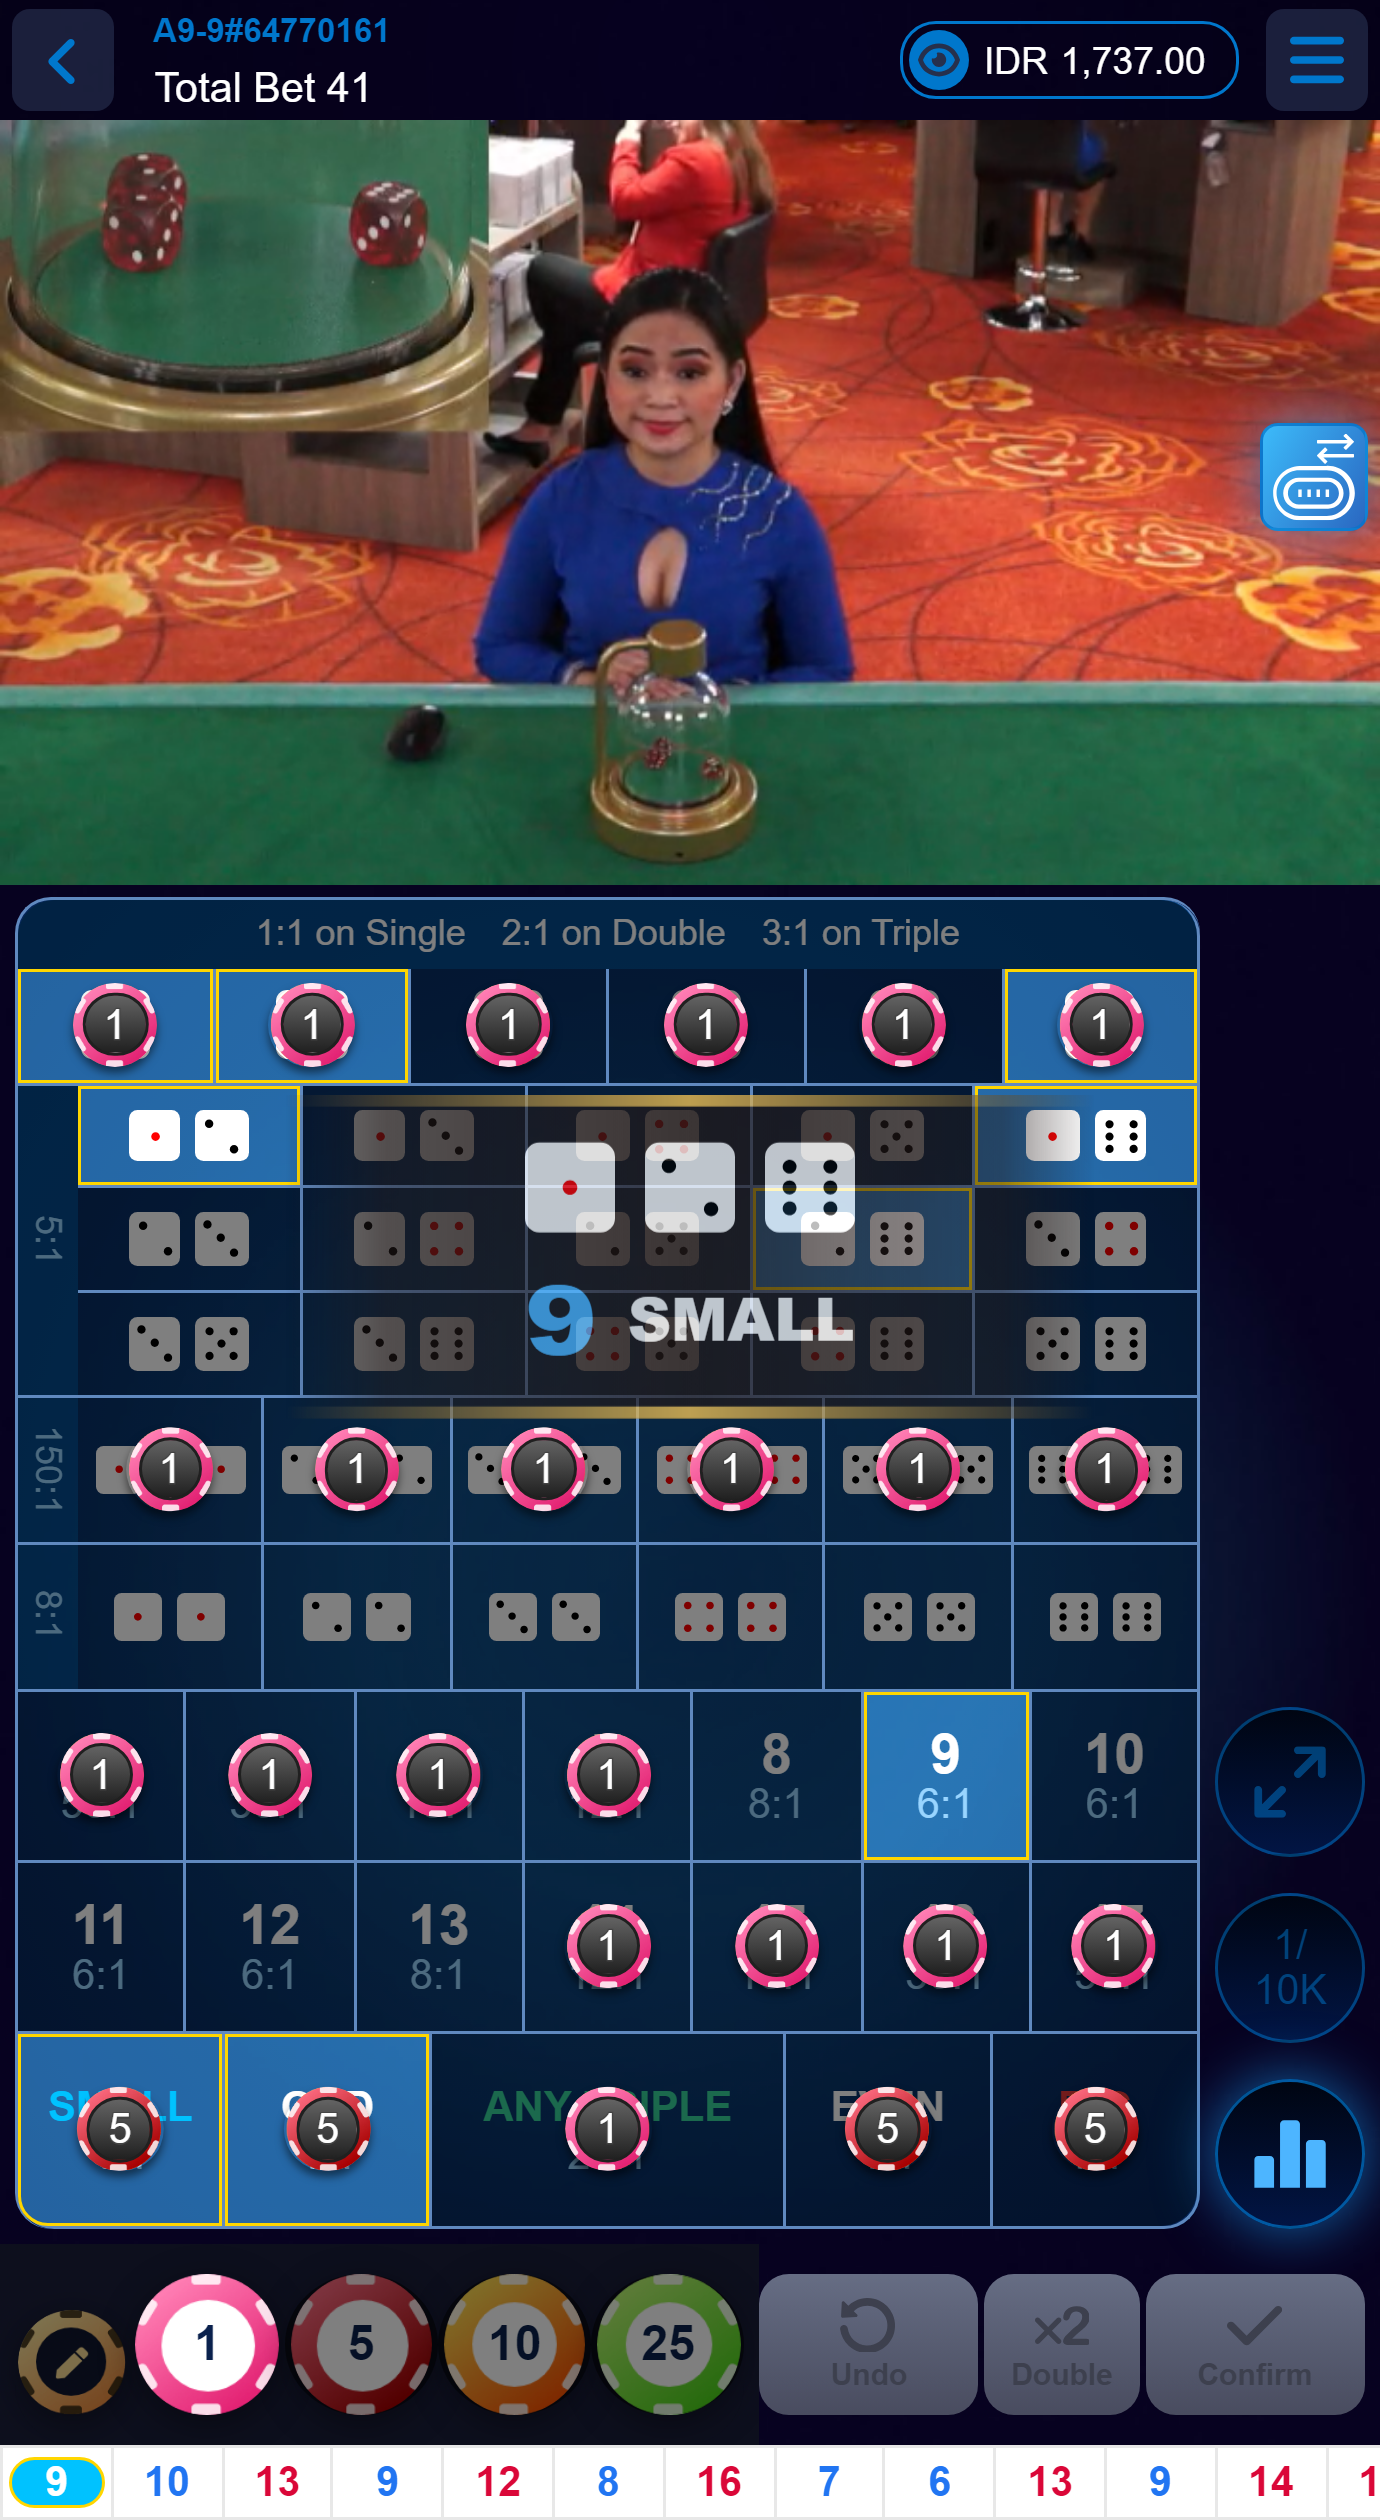 A9-9#64770161
Total Bet 41
IDR 1,737.00
1:1 on Single 2:1 on Double 3:1 on Triple
1 1 1 1 1 1
5:1
9 SMALL
150:1
1 1 1 1 1 1
8:1
1 1 1 1 8 9 10
8:1 6:1 6:1
11 12 13 1 1 1 1
6:1 6:1 8:1
5 5 1 5 5
1/
10K
1 5 10 25
x2
Undo Double Confirm
9 10 13 9 12 8 16 7 6 13 9 14